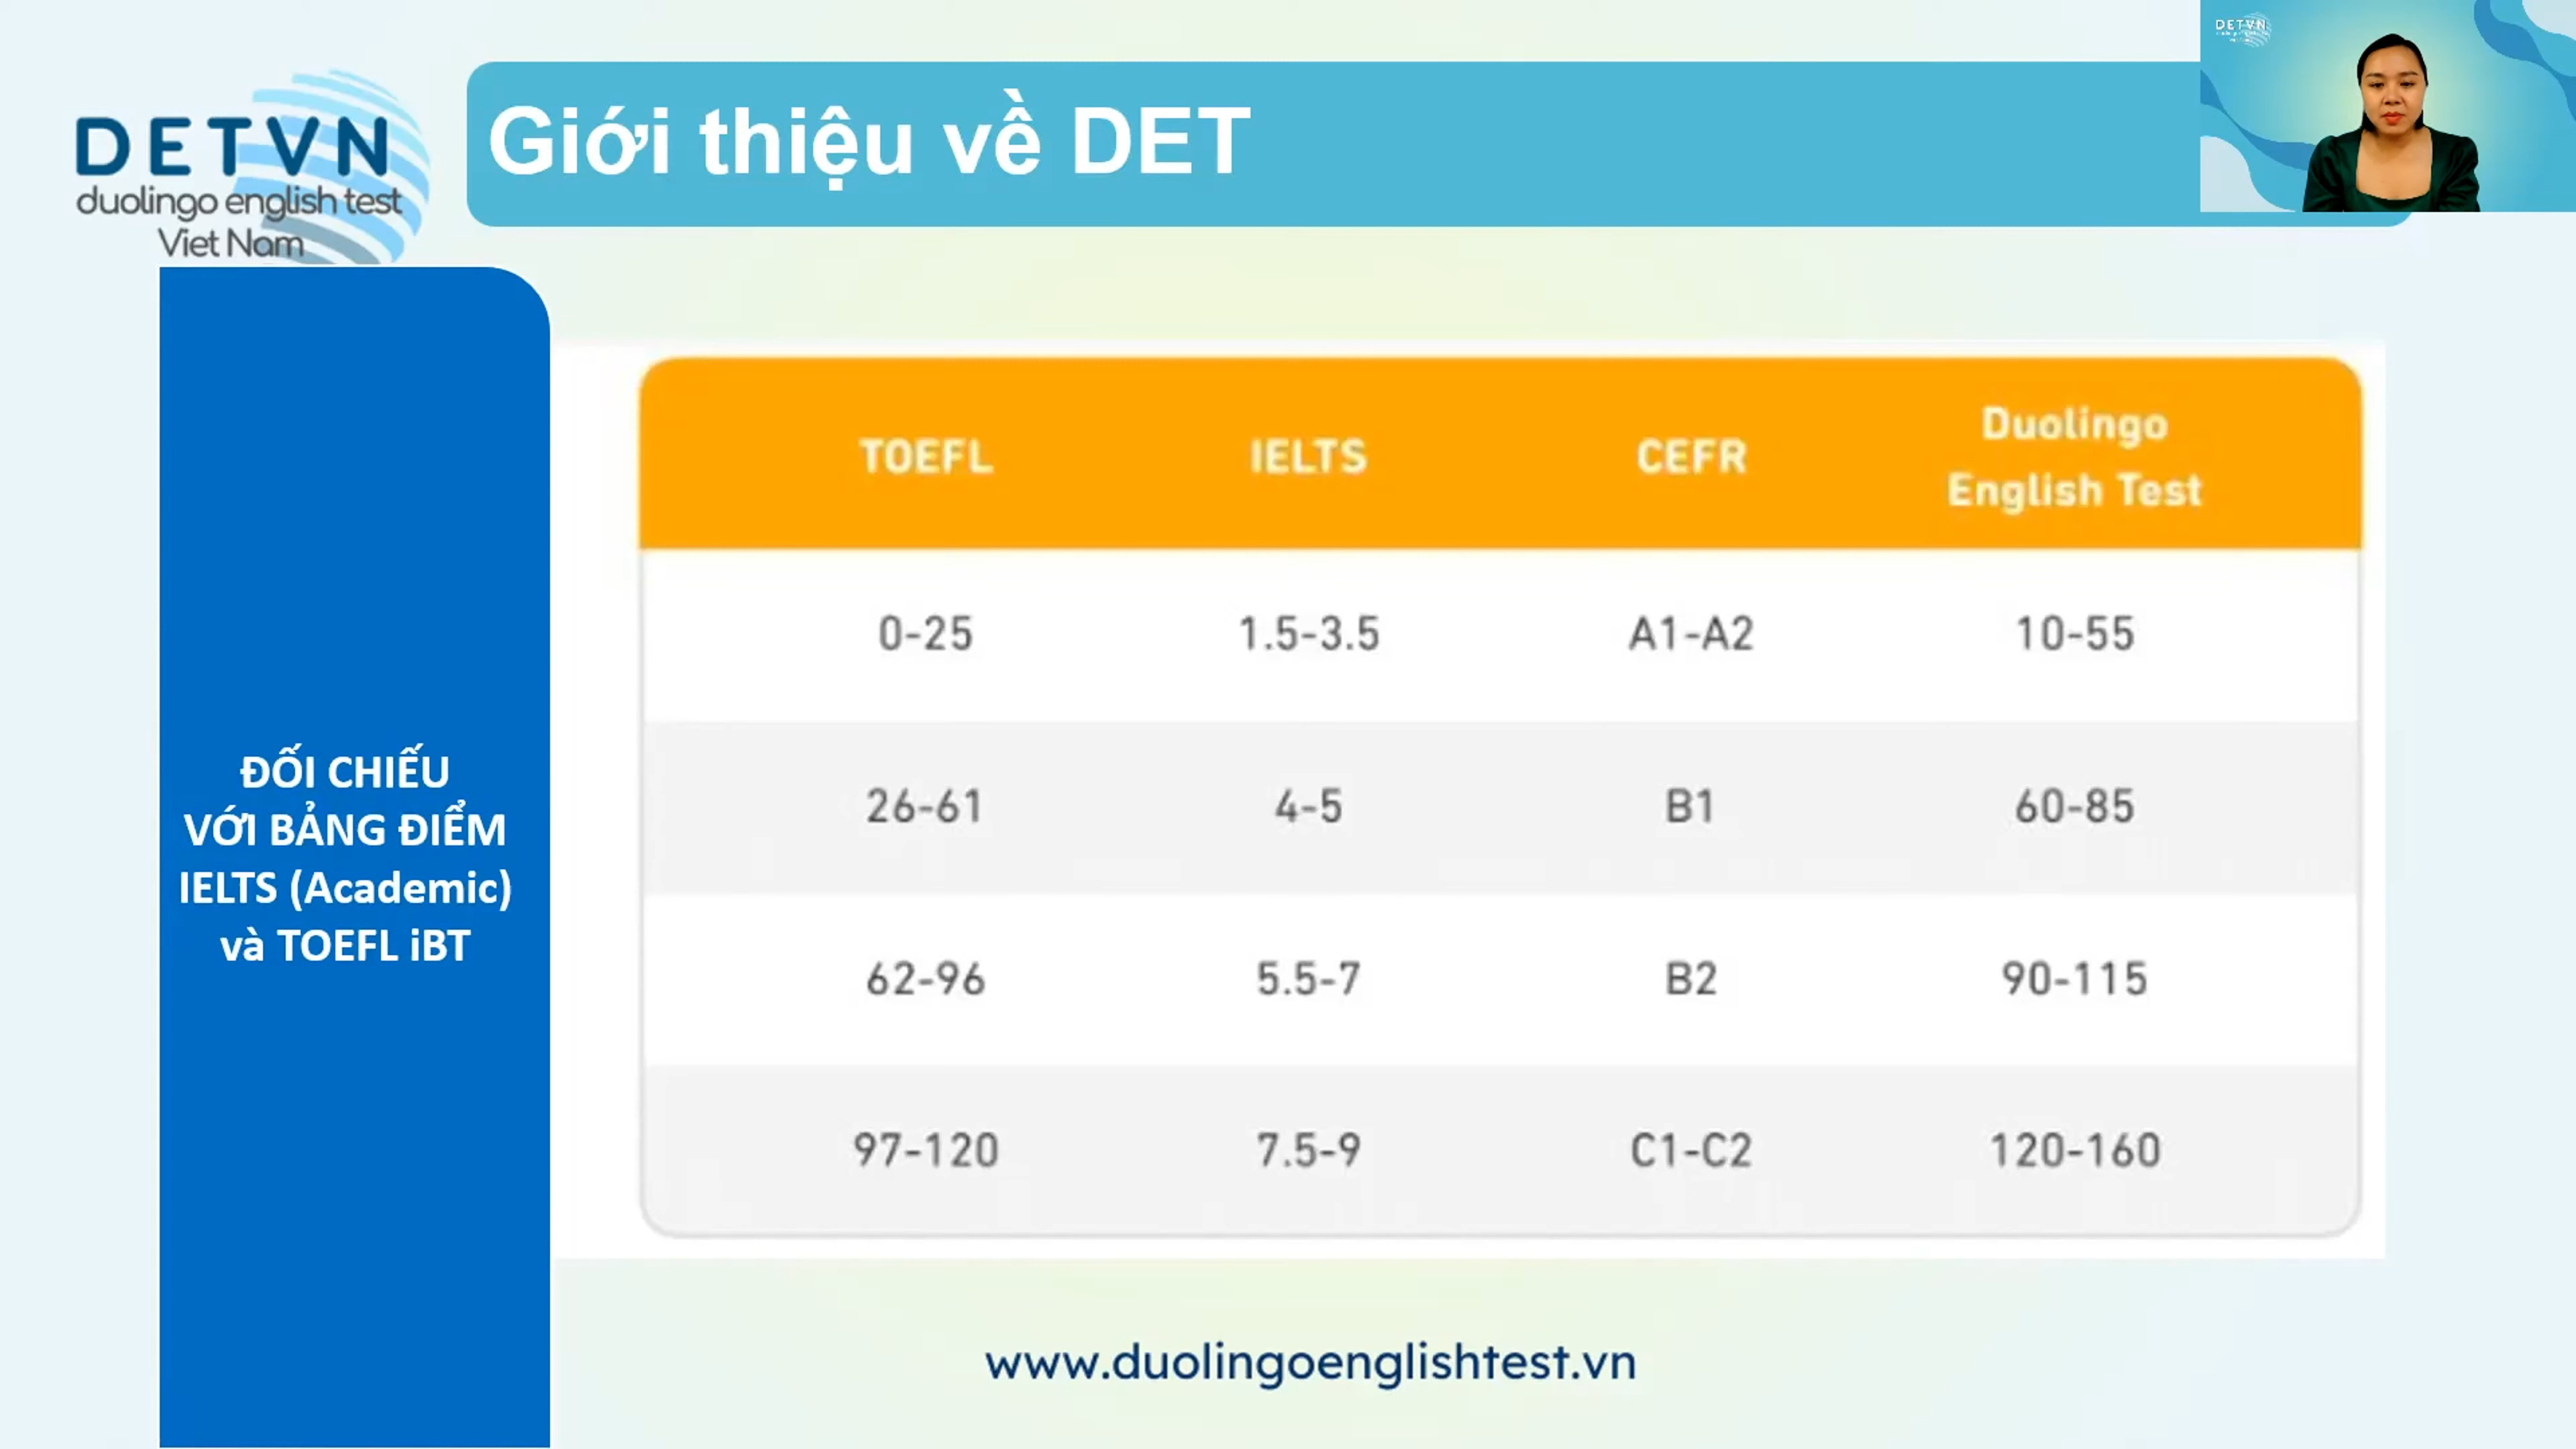 DETVN
duolingo english test
Viet Nam
Giới thiệu về DET
DETVN
ĐỐI CHIẾU
VỚI BẢNG ĐIỂM
IELTS (Academic)
và TOEFL iBT
TOEFL IELTS CEFR Duolingo English Test
0-25 1.5-3.5 A1-A2 10-55
26-61 4-5 B1 60-85
62-96 5.5-7 B2 90-115
97-120 7.5-9 C1-C2 120-160
www.duolingoenglishtest.vn